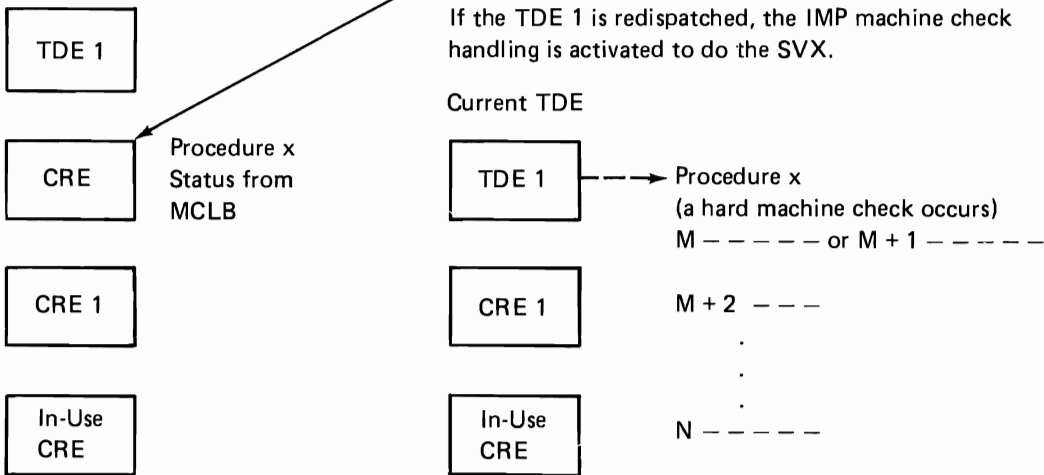 TDE 1
CRE
Procedure x
Status from
MCLB
CRE 1
In-Use
CRE
If the TDE 1 is redispatched, the IMP machine check
handling is activated to do the SVX.
Current TDE
TDE 1
Procedure x
(a hard machine check occurs)
M – – – – – or M + 1 – – – – –
CRE 1
M + 2 – – –
.
.
.
In-Use
CRE
N – – – – –